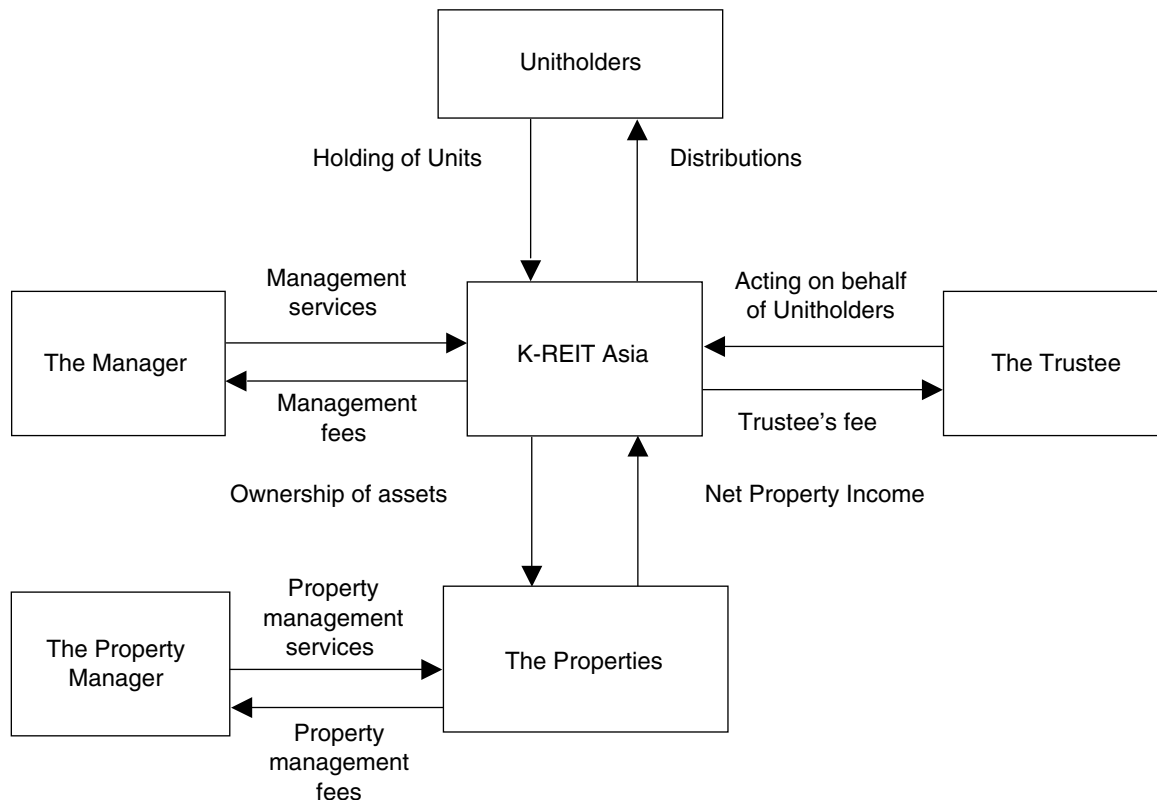 Unitholders
Holding of Units
Distributions
Management
services
Acting on behalf
of Unitholders
The Manager
K-REIT Asia
The Trustee
Management
fees
Trustee’s fee
Ownership of assets
Net Property Income
Property
management
services
The Property
Manager
The Properties
Property
management
fees